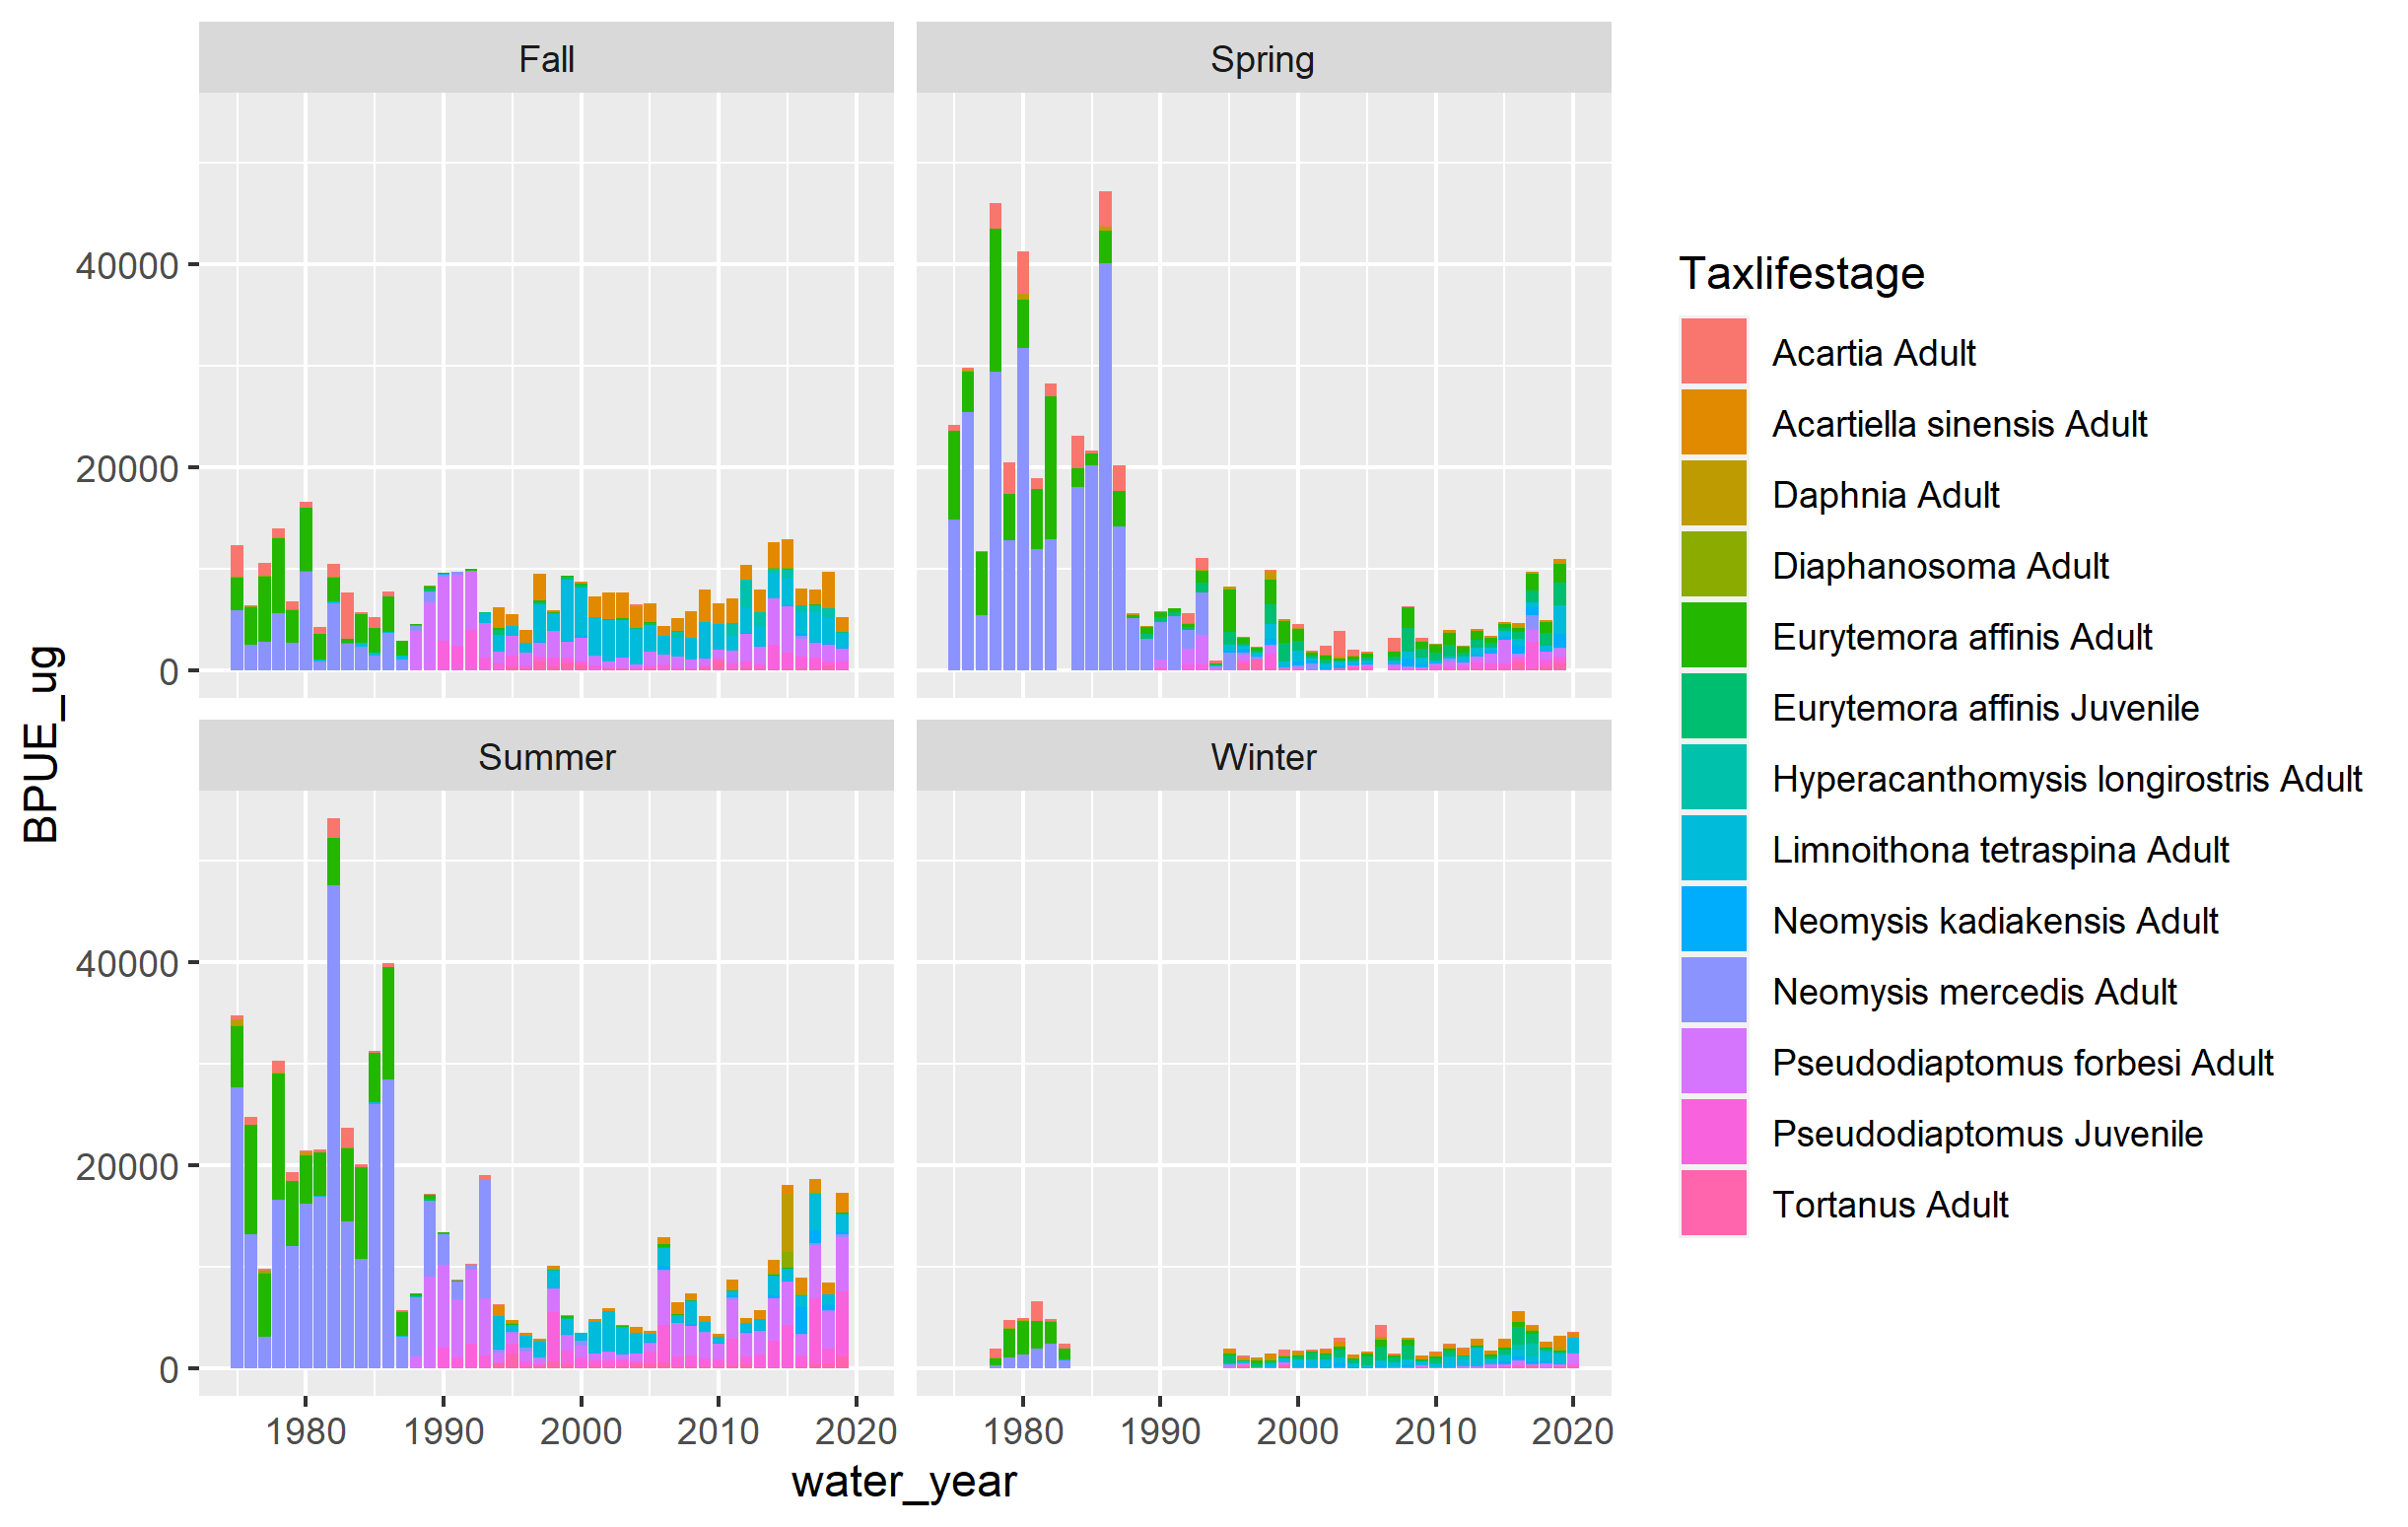 Fall
Spring
40000
20000
0
Summer
Winter
40000
20000
0
1980
1990
2000
2010
2020
1980
1990
2000
2010
2020
water_year
BPUE_ug
Taxlifestage
Acartia Adult
Acartiella sinensis Adult
Daphnia Adult
Diaphanosoma Adult
Eurytemora affinis Adult
Eurytemora affinis Juvenile
Hyperacanthomysis longirostris Adult
Limnoithona tetraspina Adult
Neomysis kadiakensis Adult
Neomysis mercedis Adult
Pseudodiaptomus forbesi Adult
Pseudodiaptomus Juvenile
Tortanus Adult